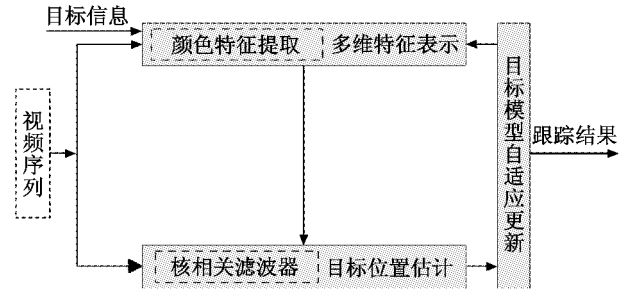 目标信息
颜色特征提取 多维特征表示
视频序列
目标模型自适应更新
跟踪结果
核相关滤波器 目标位置估计